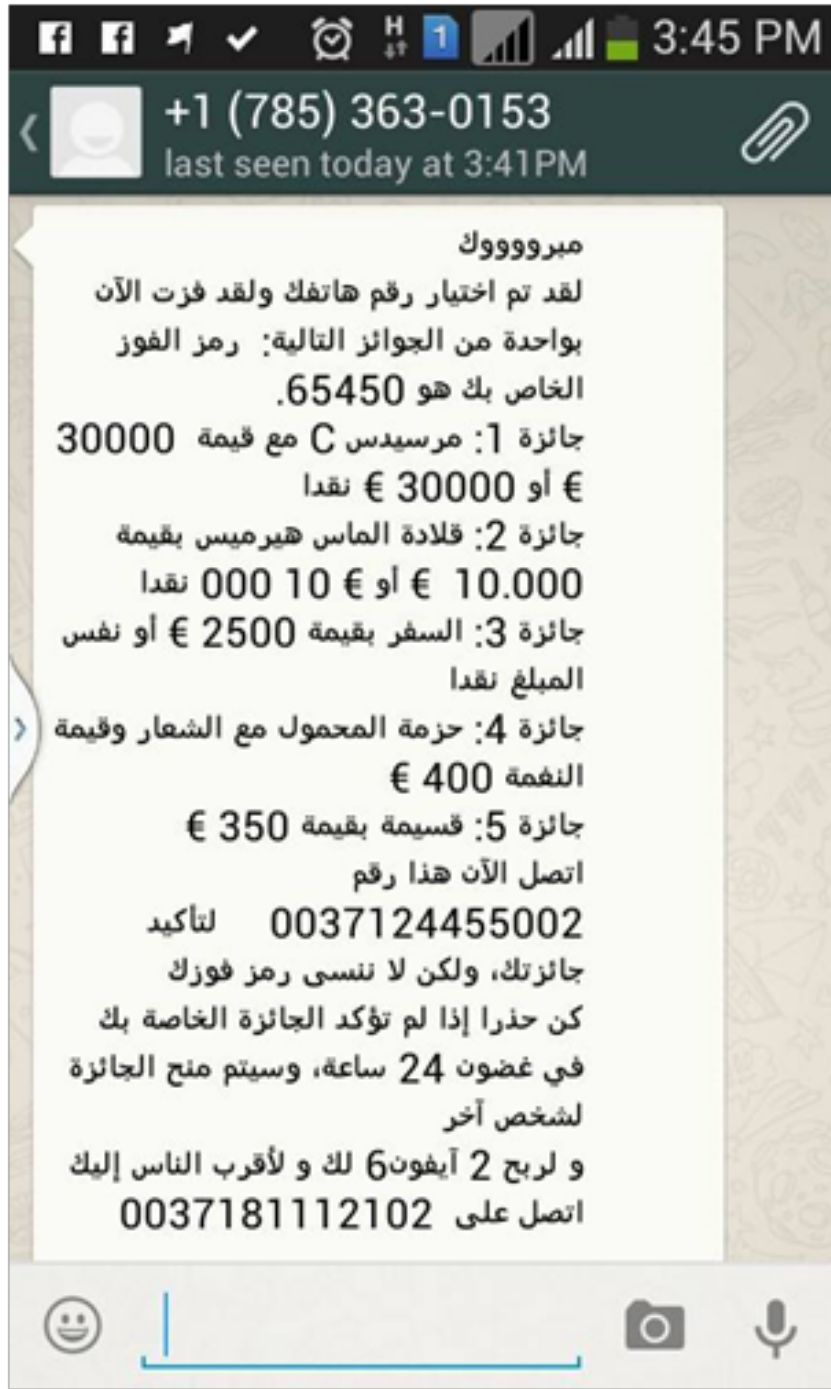 3:45 PM
+1 (785) 363-0153
last seen today at 3:41PM
مبرووووك
لقد تم اختيار رقم هاتفك ولقد فزت الآن
بواحدة من الجوائز التالية: رمز الفوز
الخاص بك هو 65450.
جائزة 1: مرسيدس C مع قيمة 30000
€ أو 30000 € نقدا
جائزة 2: قلادة الماس هيرميس بقيمة
10.000 € أو € 10 000 نقدا
جائزة 3: السفر بقيمة 2500 € أو نفس
المبلغ نقدا
جائزة 4: حزمة المحمول مع الشعار وقيمة
النغمة 400 €
جائزة 5: قسيمة بقيمة 350 €
اتصل الآن هذا رقم
0037124455002 لتأكيد
جائزتك، ولكن لا ننسى رمز فوزك
كن حذرا إذا لم تؤكد الجائزة الخاصة بك
في غضون 24 ساعة، وسيتم منح الجائزة
لشخص آخر
و لربح 2 آيفون6 لك و لأقرب الناس إليك
اتصل على 0037181112102